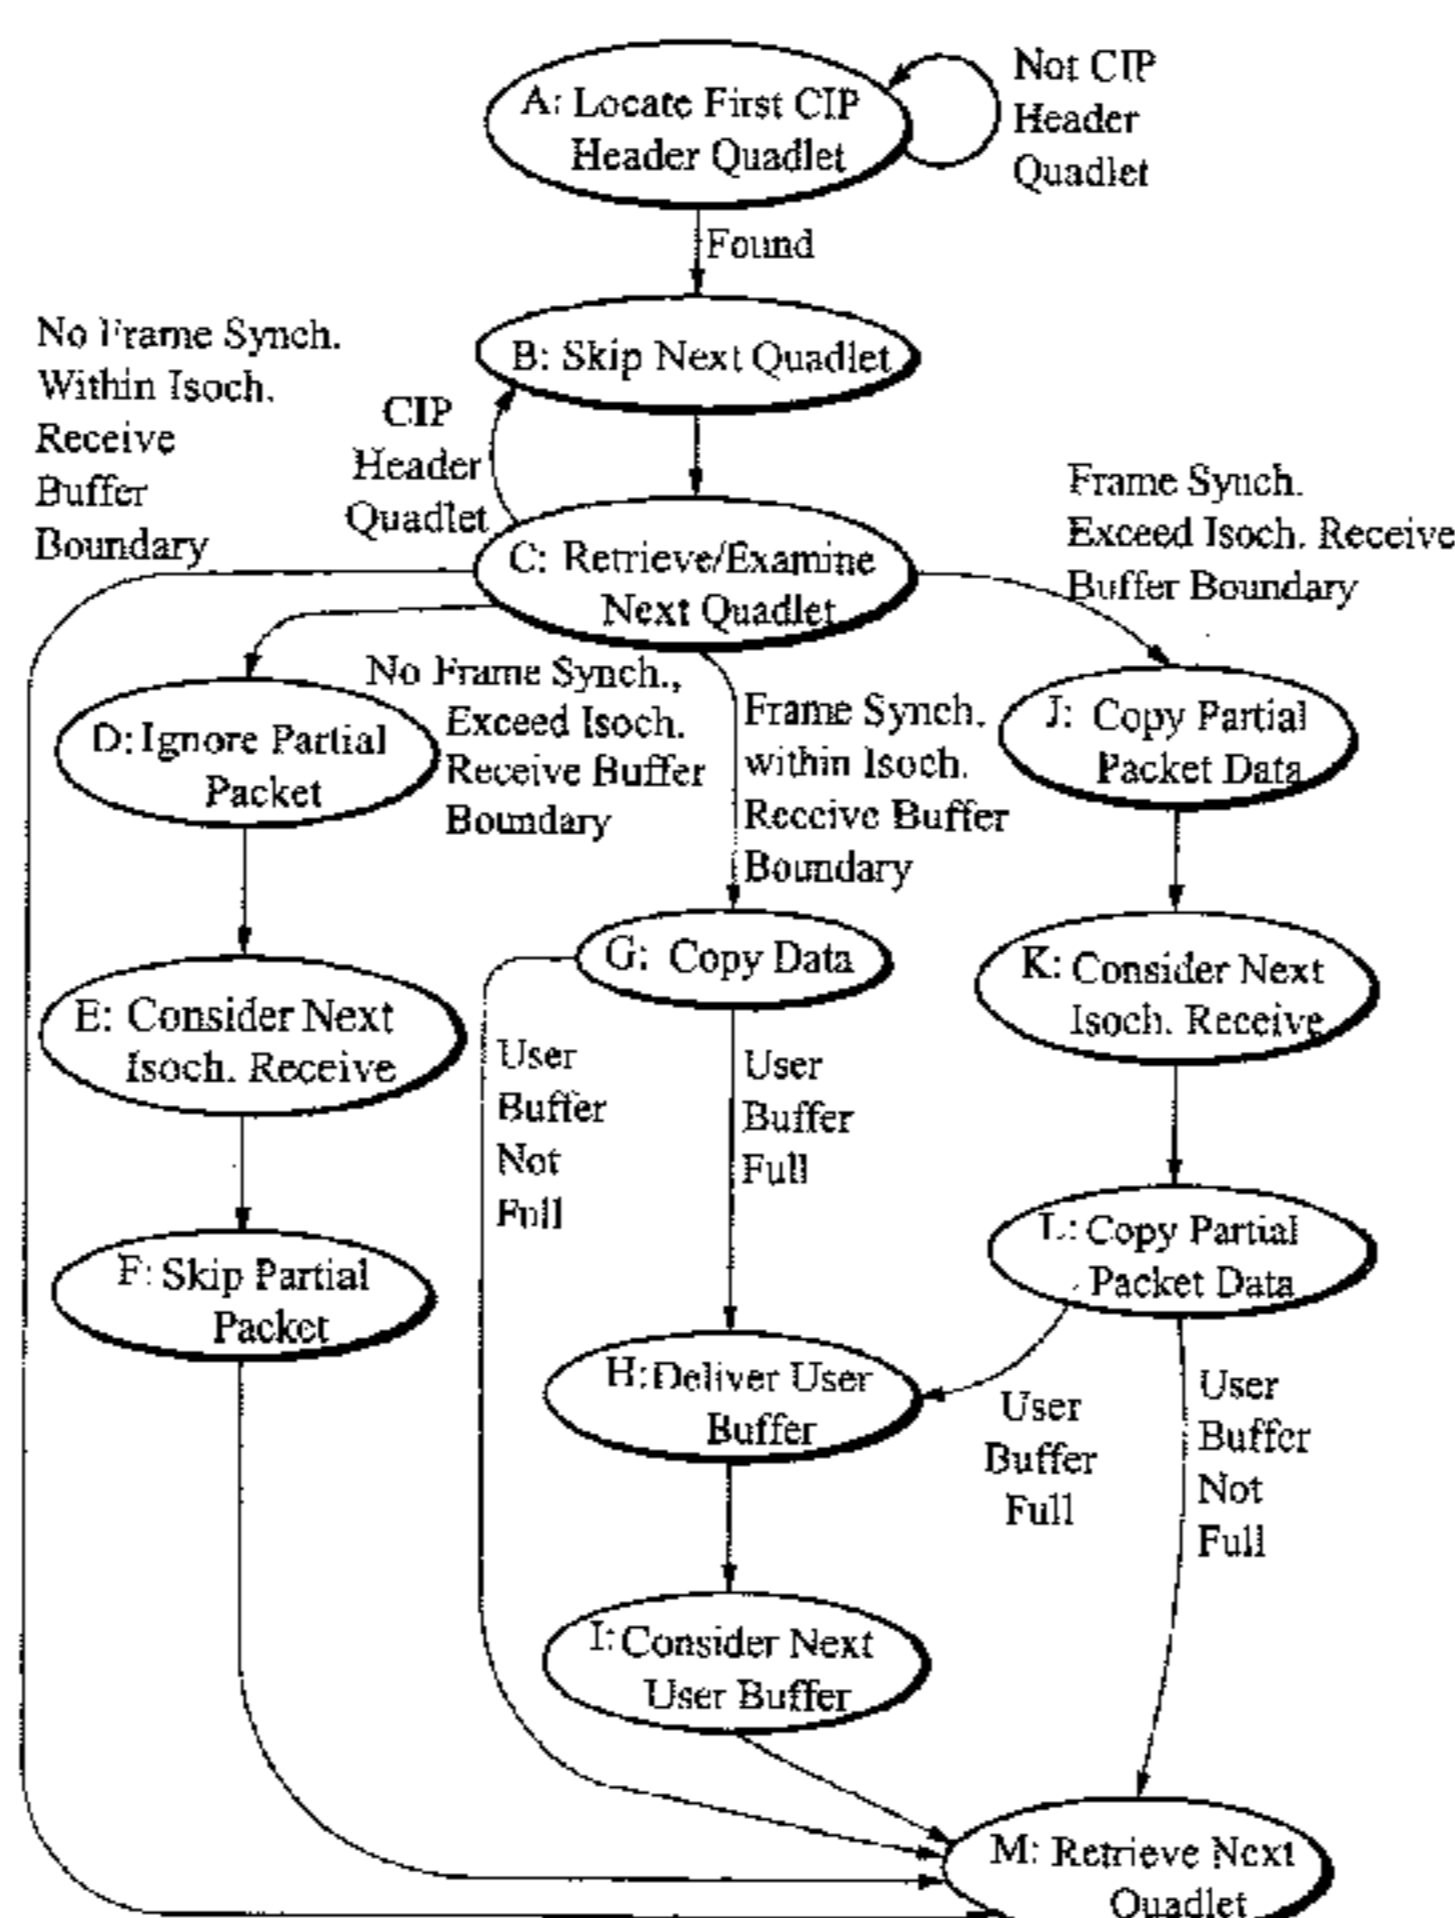 A: Locate First CIP
Header Quadlet
Not CIP
Header
Quadlet
Found
B: Skip Next Quadlet
No Frame Synch.
Within Isoch.
Receive
Buffer
Boundary
CIP
Header
Quadlet
C: Retrieve/Examine
Next Quadlet
Frame Synch.
Exceed Isoch. Receive
Buffer Boundary
D: Ignore Partial
Packet
No Frame Synch.,
Exceed Isoch.
Receive Buffer
Boundary
Frame Synch.
within Isoch.
Receive Buffer
Boundary
J: Copy Partial
Packet Data
E: Consider Next
Isoch. Receive
G: Copy Data
K: Consider Next
Isoch. Receive
User
Buffer
Not
Full
User
Buffer
Full
F: Skip Partial
Packet
L: Copy Partial
Packet Data
H: Deliver User
Buffer
User
Buffer
Full
User
Buffer
Not
Full
I: Consider Next
User Buffer
M: Retrieve Next
Quadlet